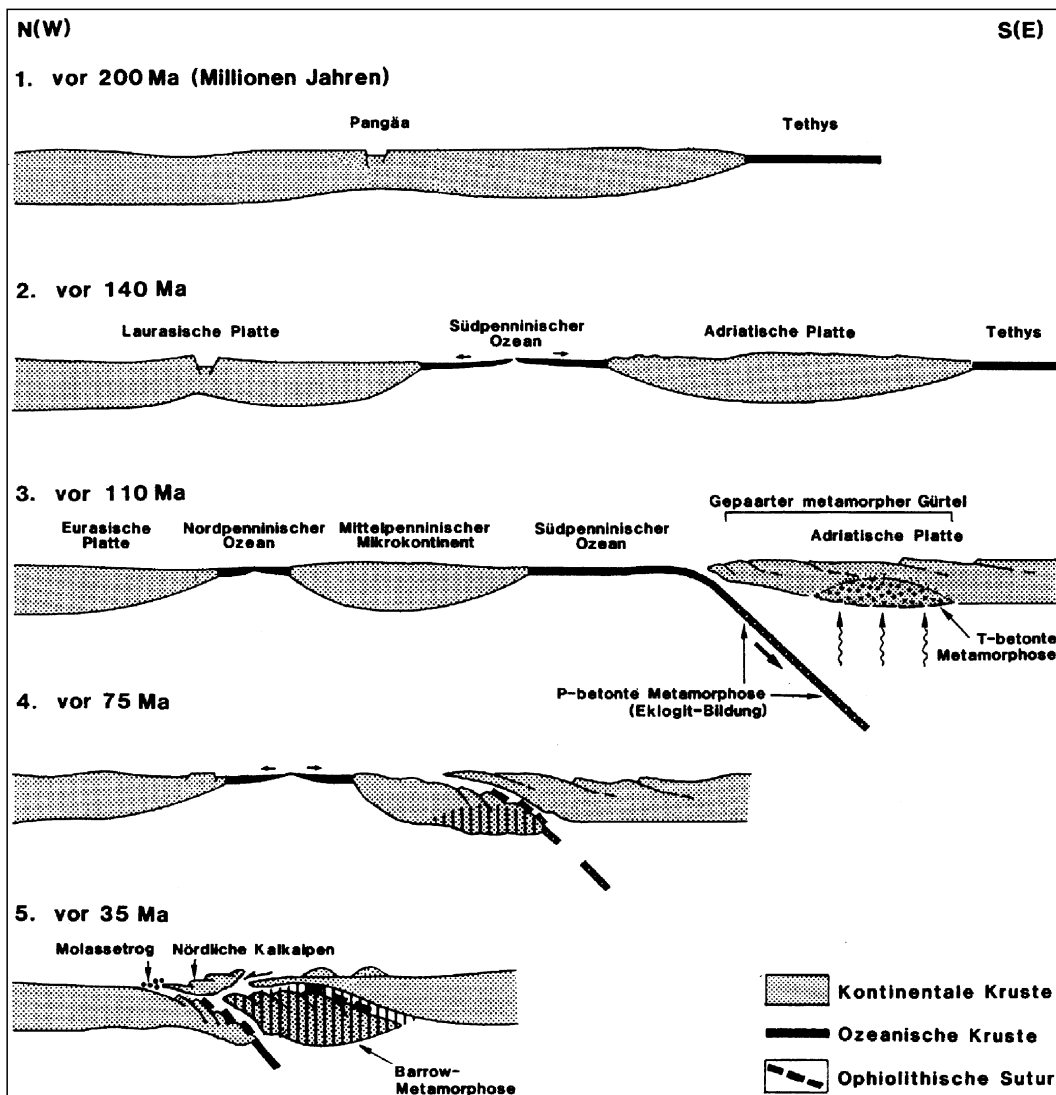 N(W)
S(E)
1. vor 200 Ma (Millionen Jahren)
Pangäa
Tethys
2. vor 140 Ma
Laurasische Platte
Südpenninischer
Ozean
Adriatische Platte
Tethys
3. vor 110 Ma
Gepaarter metamorpher Gürtel
Eurasische
Platte
Nordpenninischer
Ozean
Mittelpenninischer
Mikrokontinent
Südpenninischer
Ozean
Adriatische Platte
T-betonte
Metamorphose
P-betonte Metamorphose
(Eklogit-Bildung)
4. vor 75 Ma
5. vor 35 Ma
Molassetrog
Nördliche Kalkalpen
Barrow-
Metamorphose
Kontinentale Kruste
Ozeanische Kruste
Ophiolithische Sutur